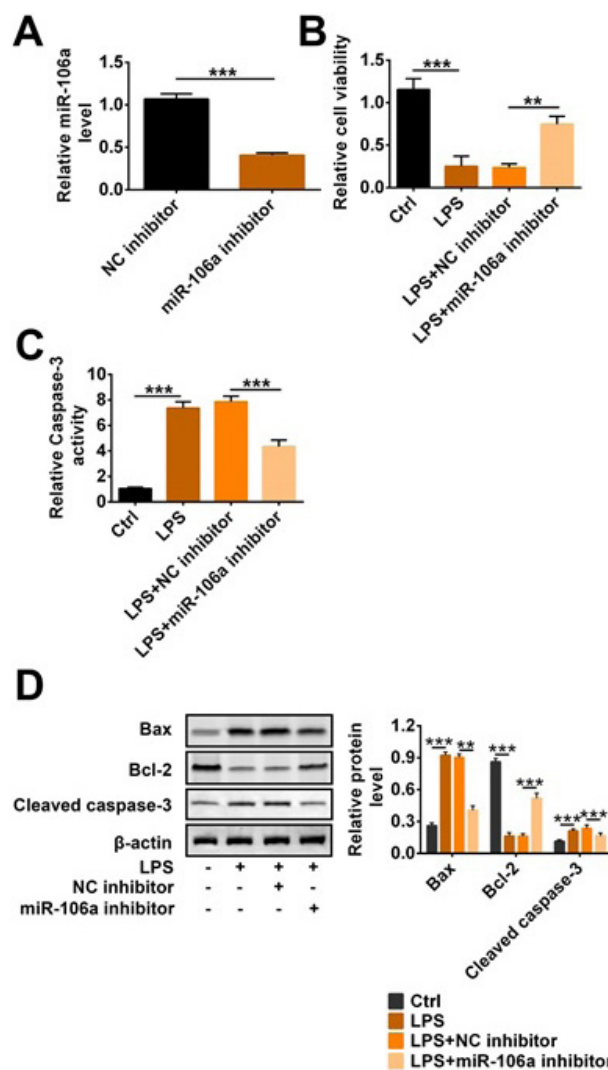 A
Relative miR-106a
level
1.5
1.0
0.5
0.0
***
NC inhibitor
miR-106a inhibitor
B
Relative cell viability
1.5
1.0
0.5
0.0
***
**
Ctrl
LPS
LPS+NC inhibitor
LPS+miR-106a inhibitor
C
Relative Caspase-3
activity
8
6
4
2
0
***
***
Ctrl
LPS
LPS+NC inhibitor
LPS+miR-106a inhibitor
D
Bax
Bcl-2
Cleaved caspase-3
β-actin
LPS - + + +
NC inhibitor - - + -
miR-106a inhibitor - - - +
Relative protein
level
1.2
0.9
0.6
0.3
0.0
***
**
***
***
***
***
Bax
Bcl-2
Cleaved caspase-3
Ctrl
LPS
LPS+NC inhibitor
LPS+miR-106a inhibitor